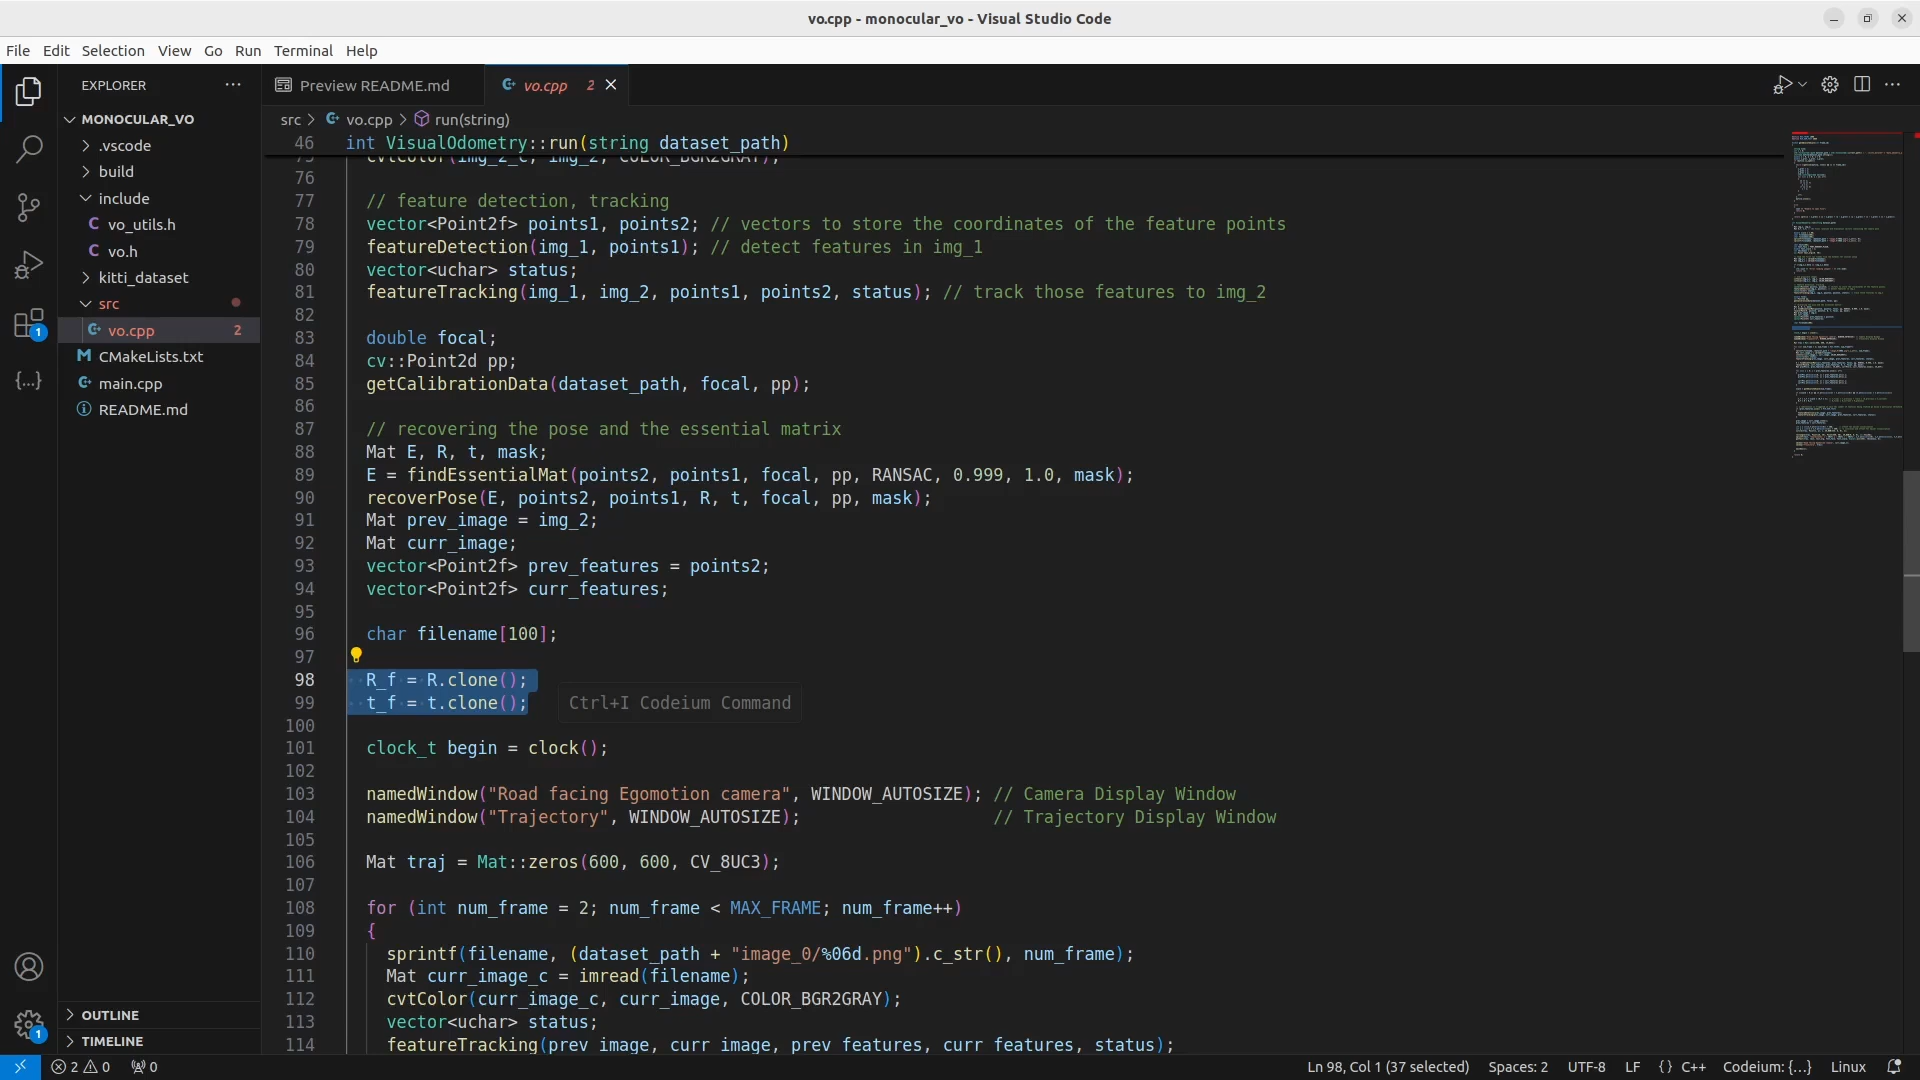 vo.cpp - monocular_vo - Visual Studio Code
File Edit Selection View Go Run Terminal Help
EXPLORER
Preview README.md
vo.cpp 2
MONOCULAR_VO
.vscode
build
include
vo_utils.h
vo.h
kitti_dataset
src
vo.cpp 2
CMakeLists.txt
main.cpp
README.md
OUTLINE
TIMELINE
1
1
src > vo.cpp > run(string)
46 int VisualOdometry::run(string dataset_path)
75 cvtColor(img_2_c, img_2, COLOR_BGR2GRAY);
76
77 // feature detection, tracking
78 vector<Point2f> points1, points2; // vectors to store the coordinates of the feature points
79 featureDetection(img_1, points1); // detect features in img_1
80 vector<uchar> status;
81 featureTracking(img_1, img_2, points1, points2, status); // track those features to img_2
82
83 double focal;
84 cv::Point2d pp;
85 getCalibrationData(dataset_path, focal, pp);
86
87 // recovering the pose and the essential matrix
88 Mat E, R, t, mask;
89 E = findEssentialMat(points2, points1, focal, pp, RANSAC, 0.999, 1.0, mask);
90 recoverPose(E, points2, points1, R, t, focal, pp, mask);
91 Mat prev_image = img_2;
92 Mat curr_image;
93 vector<Point2f> prev_features = points2;
94 vector<Point2f> curr_features;
95
96 char filename[100];
97
98 R_f = R.clone();
99 t_f = t.clone(); Ctrl+I Codeium Command
100
101 clock_t begin = clock();
102
103 namedWindow("Road facing Egomotion camera", WINDOW_AUTOSIZE); // Camera Display Window
104 namedWindow("Trajectory", WINDOW_AUTOSIZE); // Trajectory Display Window
105
106 Mat traj = Mat::zeros(600, 600, CV_8UC3);
107
108 for (int num_frame = 2; num_frame < MAX_FRAME; num_frame++)
109 {
110 sprintf(filename, (dataset_path + "image_0/%06d.png").c_str(), num_frame);
111 Mat curr_image_c = imread(filename);
112 cvtColor(curr_image_c, curr_image, COLOR_BGR2GRAY);
113 vector<uchar> status;
114 featureTracking(prev_image, curr_image, prev_features, curr_features, status);
2 0 0 Ln 98, Col 1 (37 selected) Spaces: 2 UTF-8 LF {} C++ Codeium: {...} Linux